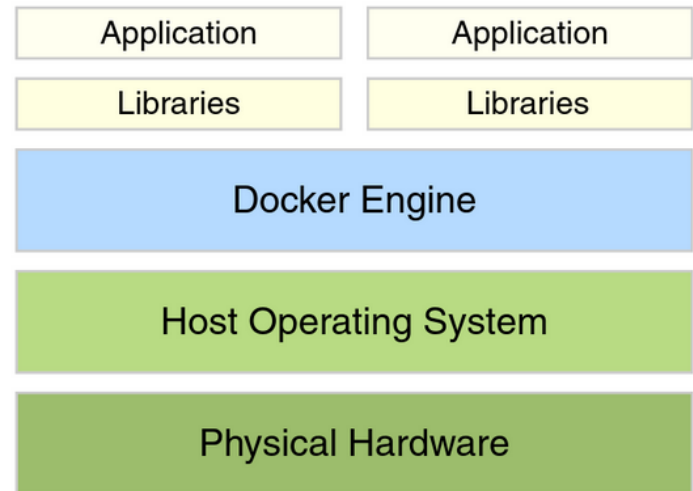 Application
Application
Libraries
Libraries
Docker Engine
Host Operating System
Physical Hardware